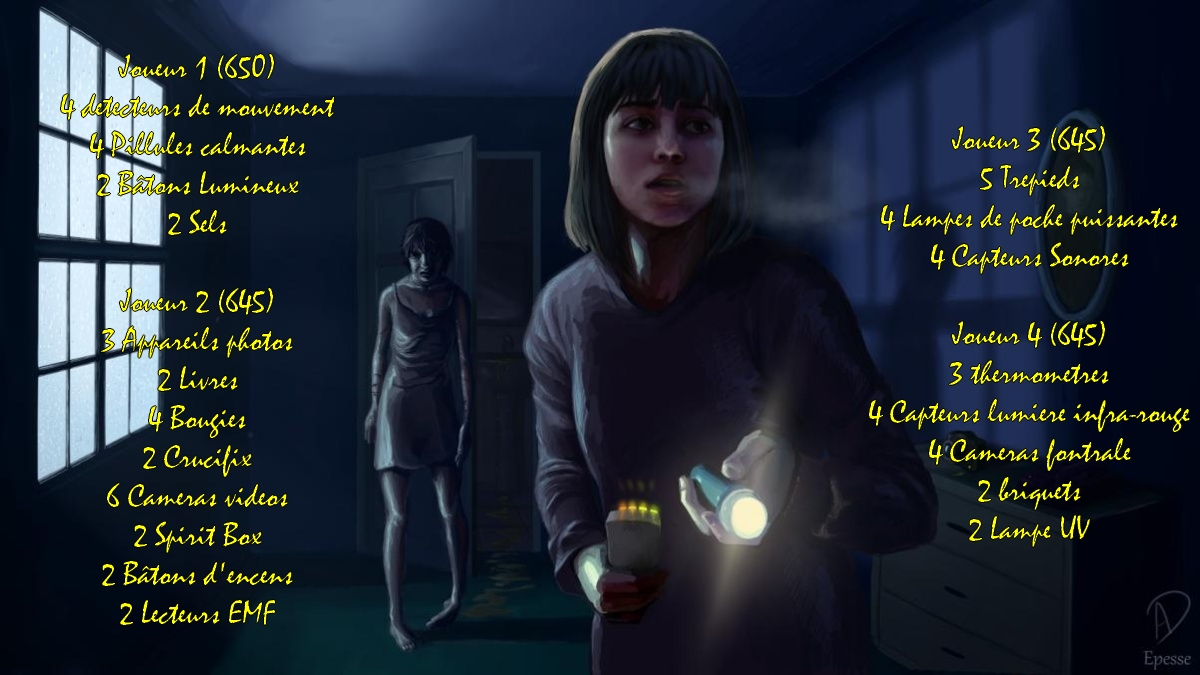 Joueur 1 (650)
4 detecteurs de mouvement
4 Pillules calmantes
2 Bâtons Lumineux
2 Sels
Joueur 2 (645)
3 Appareils photos
2 Livres
4 Bougies
2 Crucifix
6 Cameras videos
2 Spirit Box
2 Bâtons d'encens
2 Lecteurs EMF
Joueur 3 (645)
5 Trepieds
4 Lampes de poche puissantes
4 Capteurs Sonores
Joueur 4 (645)
3 thermometres
4 Capteurs lumiere infra-rouge
4 Cameras fontrale
2 briquets
2 Lampe UV
Epesse